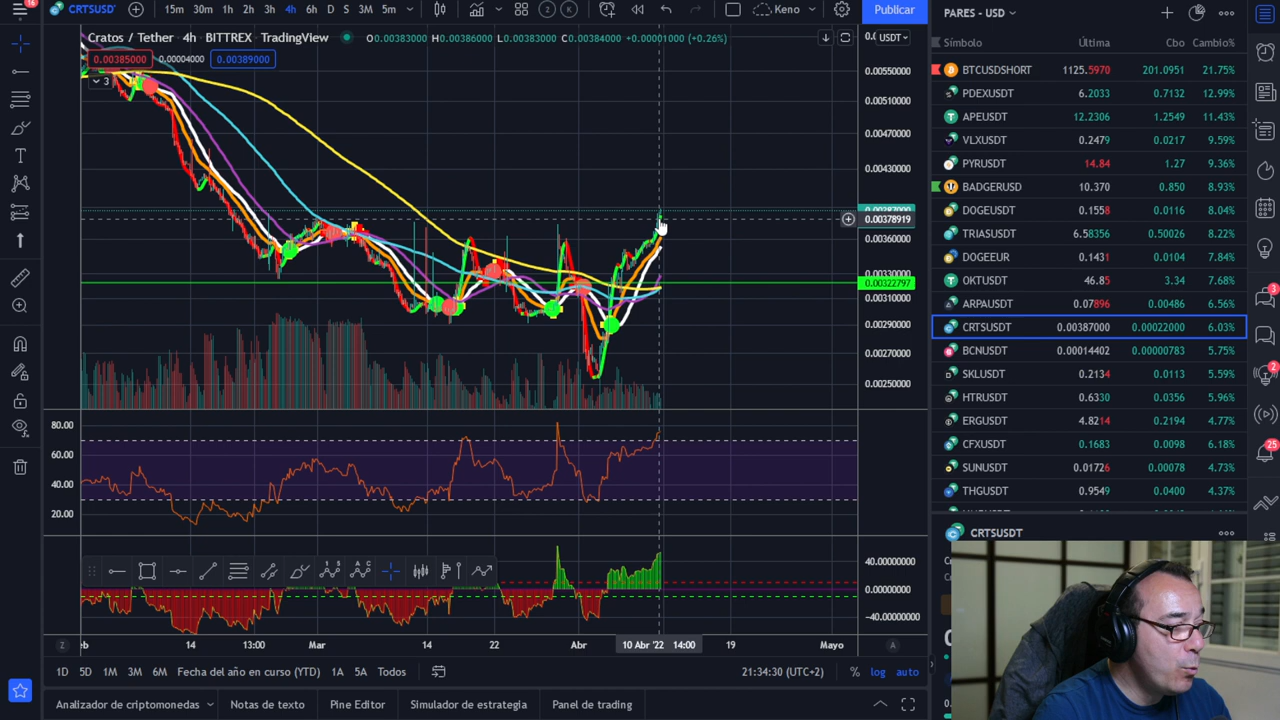 16
CRTSUSD'
15m 30m 1h 2h 3h 4h 6h D S 3M 5m
2 K
Keno
Publicar
PARES - USD
Cratos / Tether • 4h • BITTREX • TradingView
O0.00383000 H0.00386000 L0.00383000 C0.00384000 +0.00001000 (+0.26%)
USDT
0.00385000 0.00004000 0.00389000
3
0.00550000
0.00510000
0.00470000
0.00430000
0.00387000
0.00378919
0.00360000
0.00330000
0.00322797
0.00310000
0.00290000
0.00270000
0.00250000
80.00
60.00
40.00
20.00
40.00000000
0.00000000
-40.00000000
14 13:00 Mar 14 22 Abr 10 Abr '22 14:00 19 Mayo
Z A
1D 5D 1M 3M 6M Fecha del año en curso (YTD) 1A 5A Todos
21:34:30 (UTC+2) % log auto
Analizador de criptomonedas Notas de texto Pine Editor Simulador de estrategia Panel de trading
Símbolo Última Cbo Cambio%
BTCUSDSHORT 1125.5970 201.0951 21.75%
PDEXUSDT 6.2033 0.7132 12.99%
APEUSDT 12.2306 1.2549 11.43%
VLXUSDT 0.2479 0.0217 9.59%
PYRUSDT 14.84 1.27 9.36%
BADGERUSD 10.370 0.850 8.93%
DOGEUSDT 0.1558 0.0116 8.04%
TRIASUSDT 6.58356 0.50026 8.22%
DOGEEUR 0.1431 0.0104 7.84%
OKTUSDT 46.85 3.34 7.68%
ARPAUSDT 0.07896 0.00486 6.56%
CRTSUSDT 0.00387000 0.00022000 6.03%
BCNUSDT 0.00014402 0.00000783 5.75%
SKLUSDT 0.2134 0.0113 5.59%
HTRUSDT 0.6330 0.0356 5.96%
ERGUSDT 4.8214 0.2194 4.77%
CFXUSDT 0.1683 0.0098 6.18%
SUNUSDT 0.01726 0.00078 4.73%
THGUSDT 0.9549 0.0400 4.37%
CRTSUSDT
3
2
25